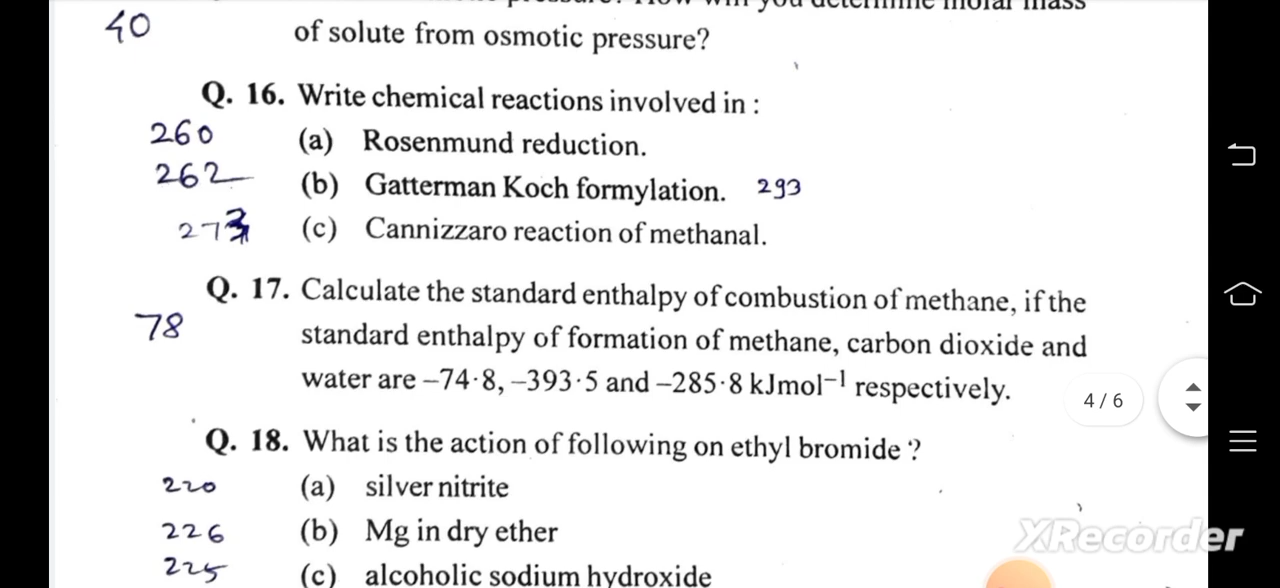 of solute from osmotic pressure?
40
Q. 16. Write chemical reactions involved in :
260 (a) Rosenmund reduction.
262 (b) Gatterman Koch formylation. 293
273 (c) Cannizzaro reaction of methanal.
Q. 17. Calculate the standard enthalpy of combustion of methane, if the
78 standard enthalpy of formation of methane, carbon dioxide and
water are –74·8, –393·5 and –285·8 kJmol⁻¹ respectively.
4 / 6
Q. 18. What is the action of following on ethyl bromide ?
220 (a) silver nitrite
226 (b) Mg in dry ether
225 (c) alcoholic sodium hydroxide
XRecorder